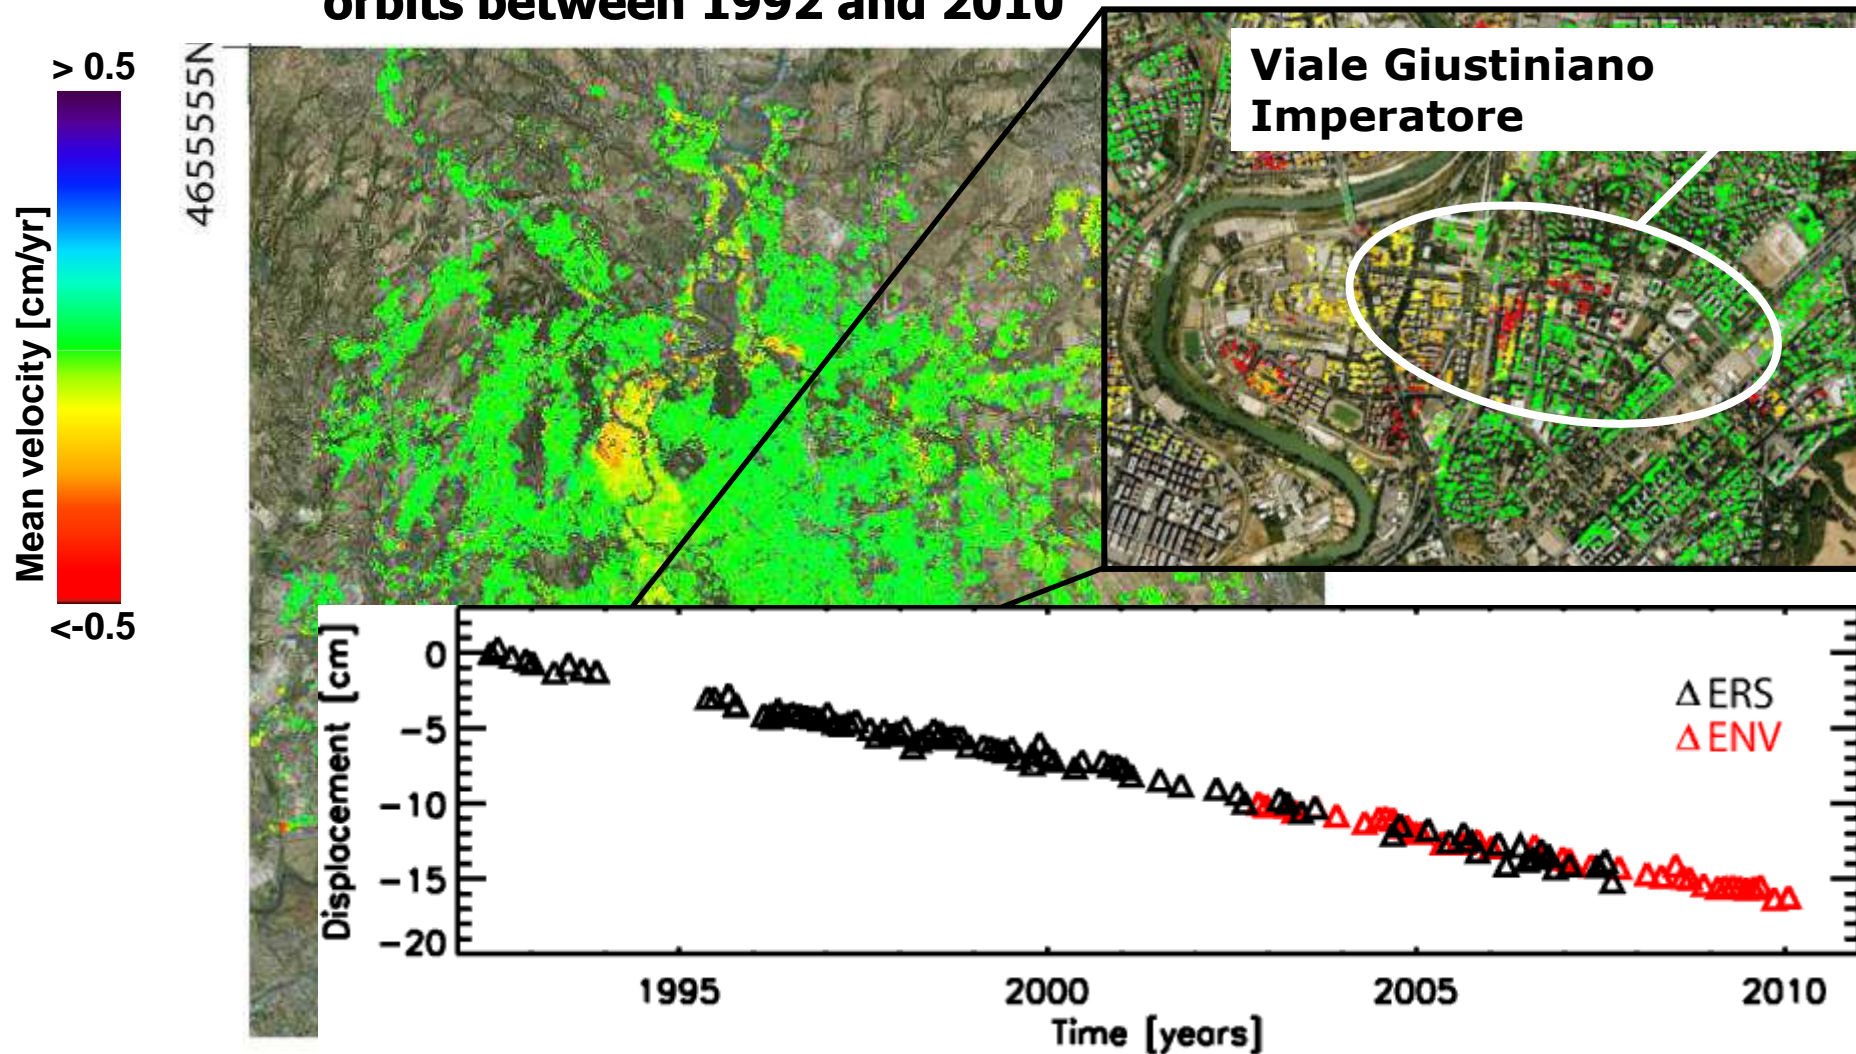 orbits between 1992 and 2010
> 0.5
Mean velocity [cm/yr]
<-0.5
4655555N
Viale Giustiniano
Imperatore
Displacement [cm]
0
−5
−10
−15
−20
Δ ERS
Δ ENV
1995
2000
2005
2010
Time [years]